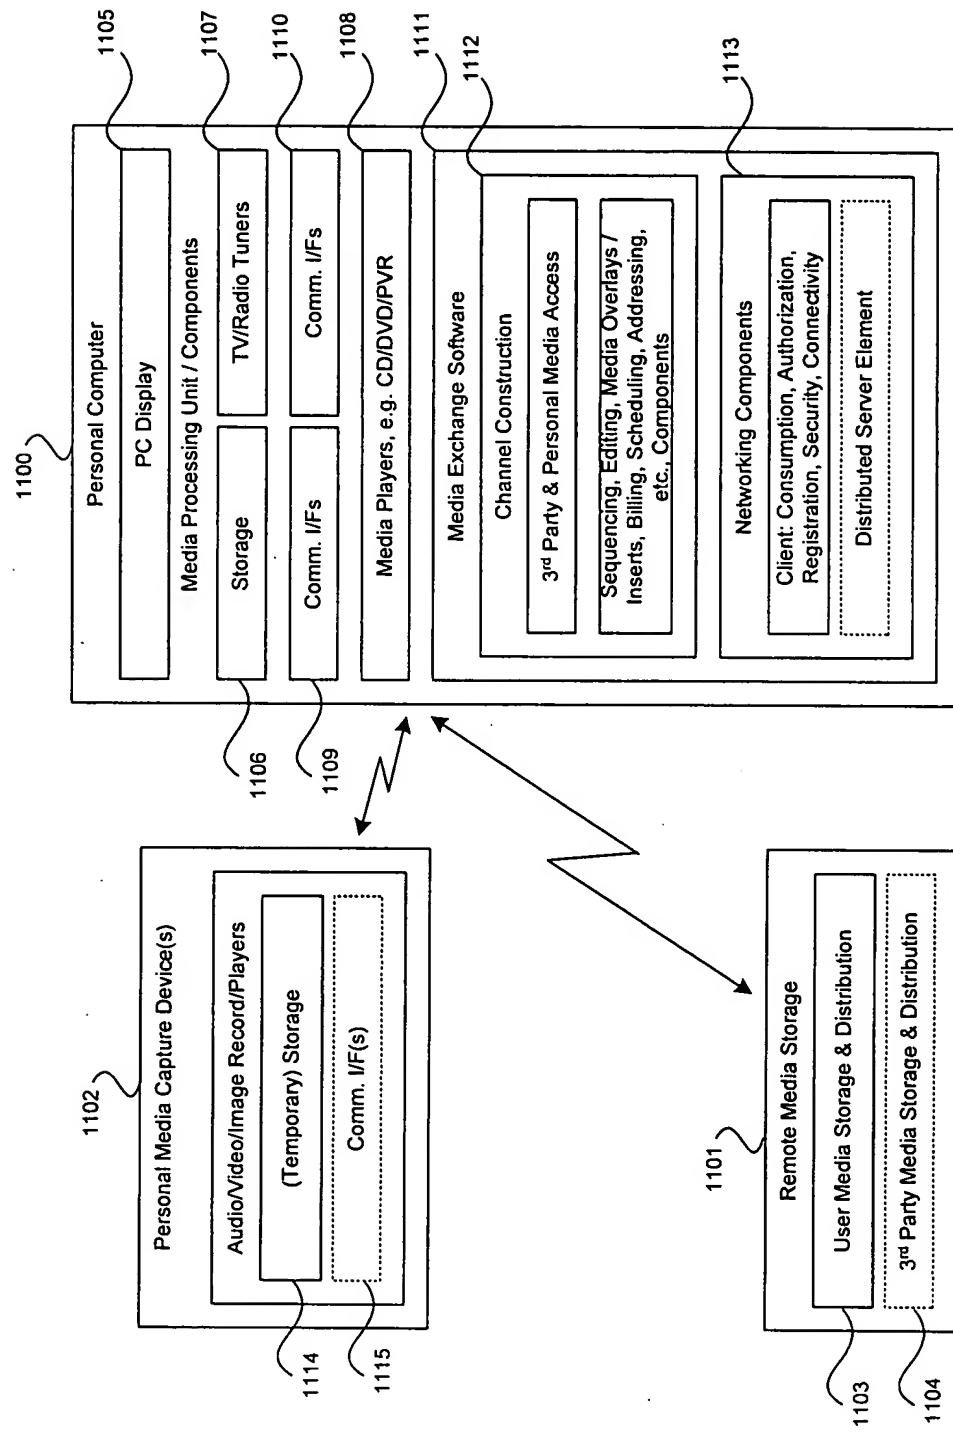 1100
Personal Computer
PC Display
1105
Media Processing Unit / Components
Storage
1106
TV/Radio Tuners
1107
Comm. I/Fs
1109
Comm. I/Fs
1110
Media Players, e.g. CD/DVD/PVR
1108
Media Exchange Software
1111
Channel Construction
1112
3rd Party & Personal Media Access
Sequencing, Editing, Media Overlays /
Inserts, Billing, Scheduling, Addressing,
etc., Components
Networking Components
1113
Client: Consumption, Authorization,
Registration, Security, Connectivity
Distributed Server Element
1102
Personal Media Capture Device(s)
Audio/Video/Image Record/Players
(Temporary) Storage
1114
Comm. I/F(s)
1115
1101
Remote Media Storage
User Media Storage & Distribution
1103
3rd Party Media Storage & Distribution
1104